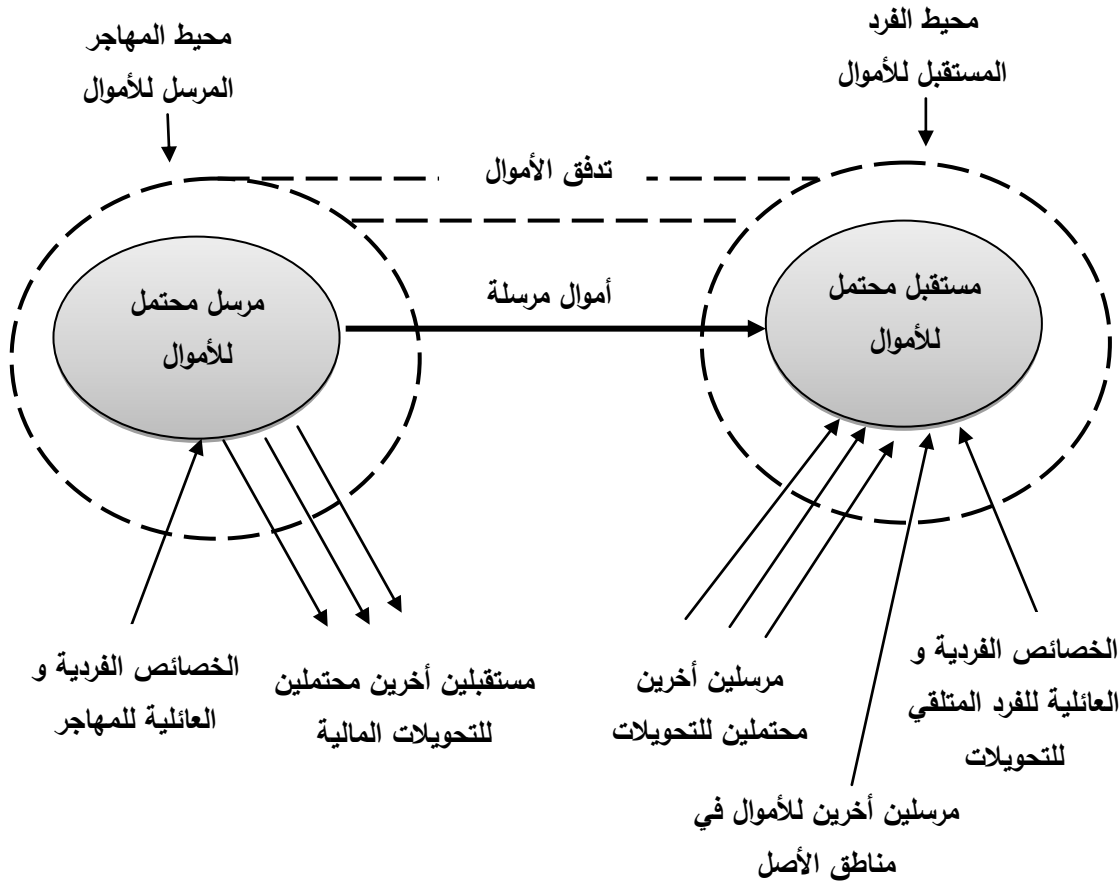 محيط الفرد
المستقبل للأموال
محيط المهاجر
المرسل للأموال
تدفق الأموال
أموال مرسلة
مستقبل محتمل
للأموال
مرسل محتمل
للأموال
الخصائص الفردية و
العائلية للفرد المتلقي
للتحويلات
مرسلين أخرين
محتملين للتحويلات
مستقبلين أخرين محتملين
للتحويلات المالية
الخصائص الفردية و
العائلية للمهاجر
مرسلين أخرين للأموال في
مناطق الأصل